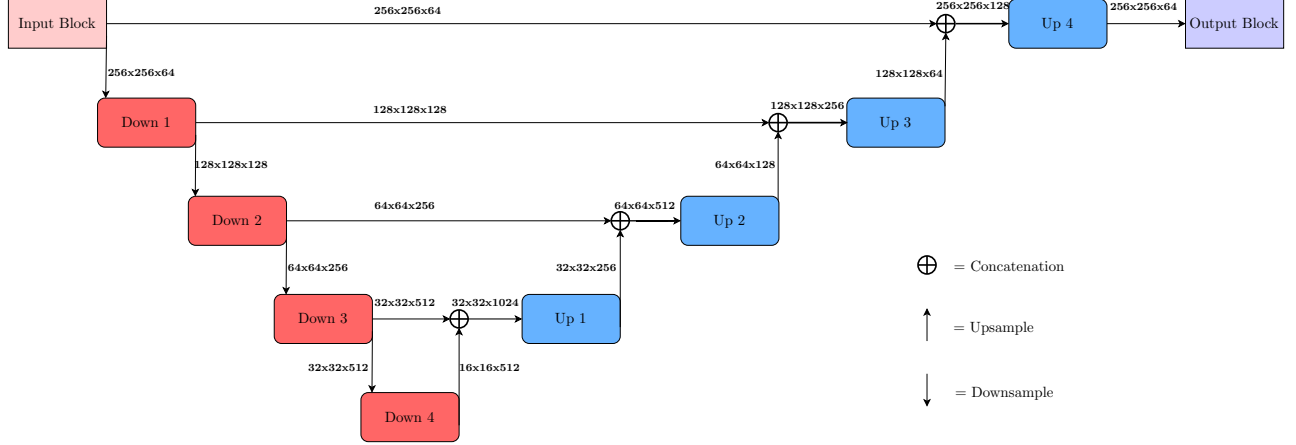 Input Block
256x256x64
256x256x128
Up 4
256x256x64
Output Block
256x256x64
128x128x64
Down 1
128x128x128
128x128x256
Up 3
128x128x128
64x64x128
Down 2
64x64x256
64x64x512
Up 2
64x64x256
32x32x256
= Concatenation
Down 3
32x32x512
32x32x1024
Up 1
= Upsample
32x32x512
16x16x512
= Downsample
Down 4